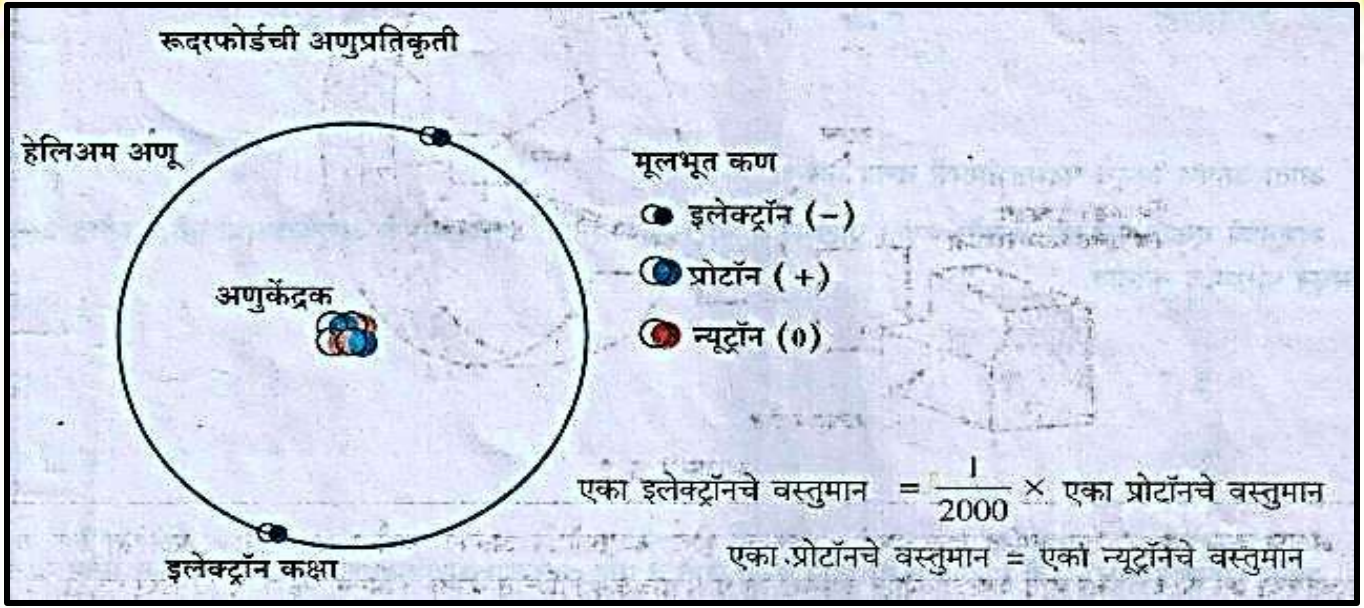 रूदरफोर्डची अणुप्रतिकृती
हेलिअम अणू
मूलभूत कण
इलेक्ट्रॉन (−)
प्रोटॉन (+)
न्यूट्रॉन (0)
अणुकेंद्रक
एका इलेक्ट्रॉनचे वस्तुमान = 1/2000 × एका प्रोटॉनचे वस्तुमान
एका प्रोटॉनचे वस्तुमान = एका न्यूट्रॉनचे वस्तुमान
इलेक्ट्रॉन कक्षा